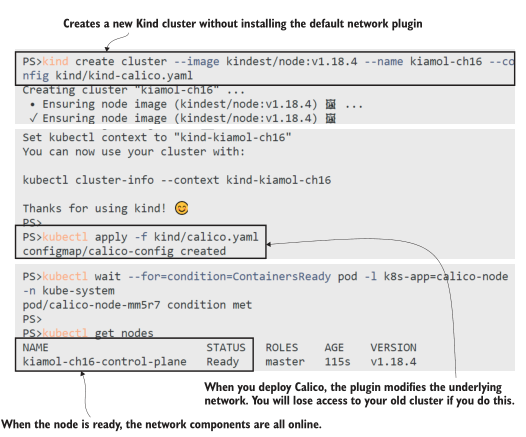 Creates a new Kind cluster without installing the default network plugin
PS>kind create cluster --image kindest/node:v1.18.4 --name kiamol-ch16 --co
nfig kind/kind-calico.yaml
Creating cluster "kiamol-ch16" ...
• Ensuring node image (kindest/node:v1.18.4) 🖼 ...
✓ Ensuring node image (kindest/node:v1.18.4) 🖼
Set kubectl context to "kind-kiamol-ch16"
You can now use your cluster with:
kubectl cluster-info --context kind-kiamol-ch16
Thanks for using kind! 😊
PS>
PS>kubectl apply -f kind/calico.yaml
configmap/calico-config created
PS>kubectl wait --for=condition=ContainersReady pod -l k8s-app=calico-node
-n kube-system
pod/calico-node-mm5r7 condition met
PS>
PS>kubectl get nodes
NAME STATUS ROLES AGE VERSION
kiamol-ch16-control-plane Ready master 115s v1.18.4
When you deploy Calico, the plugin modifies the underlying
network. You will lose access to your old cluster if you do this.
When the node is ready, the network components are all online.